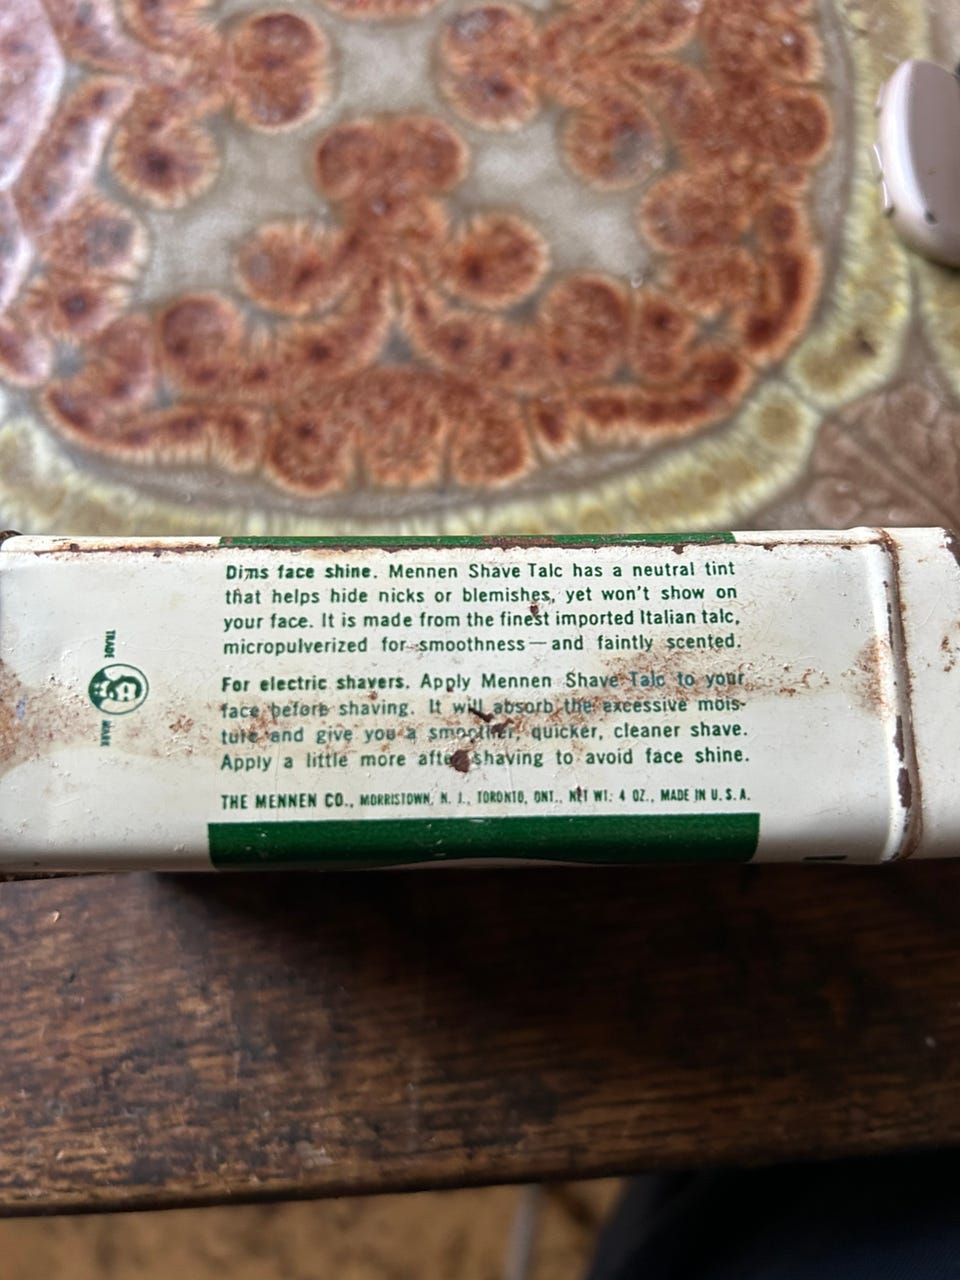 Dims face shine. Mennen Shave Talc has a neutral tint
that helps hide nicks or blemishes, yet won't show on
your face. It is made from the finest imported Italian talc,
micropulverized for smoothness—and faintly scented.
For electric shavers. Apply Mennen Shave Talc to your
face before shaving. It will absorb the excessive mois-
ture and give you a smoother, quicker, cleaner shave.
Apply a little more after shaving to avoid face shine.
THE MENNEN CO., MORRISTOWN, N. J., TORONTO, ONT., NET WT. 4 OZ., MADE IN U.S.A.
TRADE
MARK